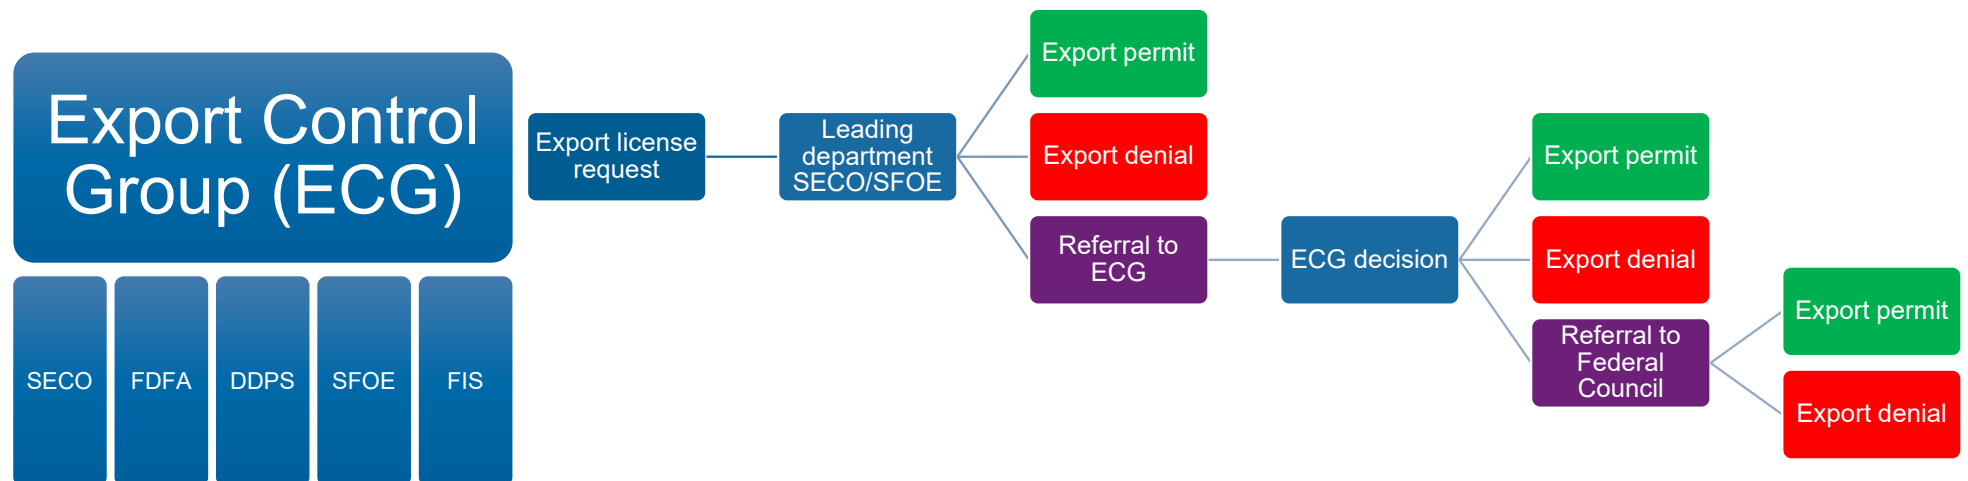 Export Control
Group (ECG)
SECO
FDFA
DDPS
SFOE
FIS
Export license
request
Leading
department
SECO/SFOE
Export permit
Export denial
Referral to
ECG
ECG decision
Export permit
Export denial
Referral to
Federal
Council
Export permit
Export denial